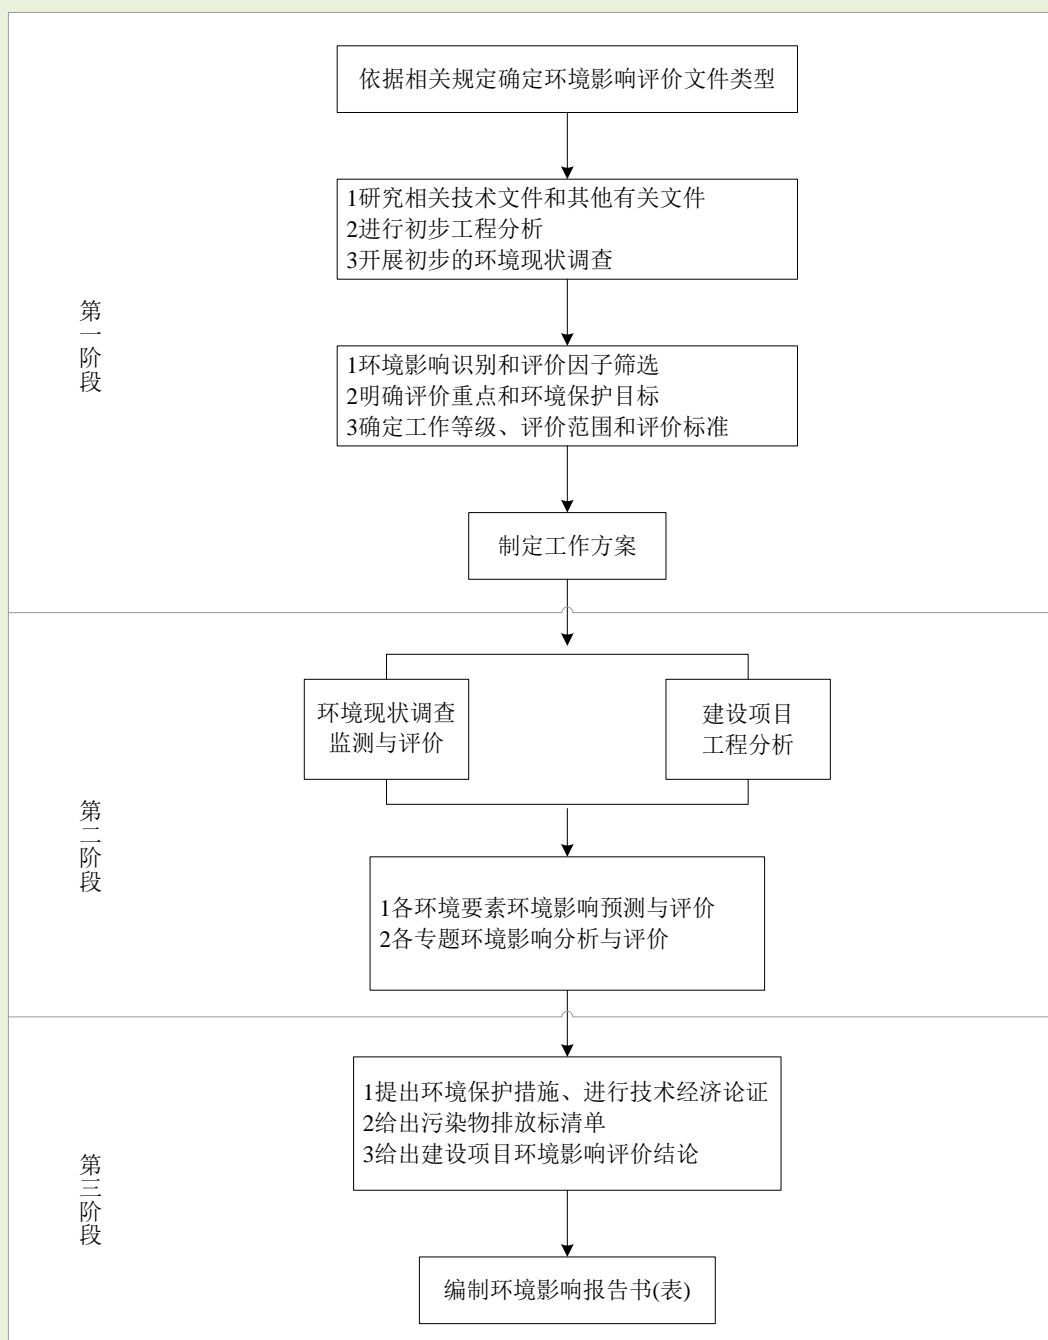 依据相关规定确定环境影响评价文件类型
1研究相关技术文件和其他有关文件
2进行初步工程分析
3开展初步的环境现状调查
第一阶段
1环境影响识别和评价因子筛选
2明确评价重点和环境保护目标
3确定工作等级、评价范围和评价标准
制定工作方案
环境现状调查
监测与评价
建设项目
工程分析
第二阶段
1各环境要素环境影响预测与评价
2各专题环境影响分析与评价
1提出环境保护措施、进行技术经济论证
2给出污染物排放标清单
3给出建设项目环境影响评价结论
第三阶段
编制环境影响报告书(表)